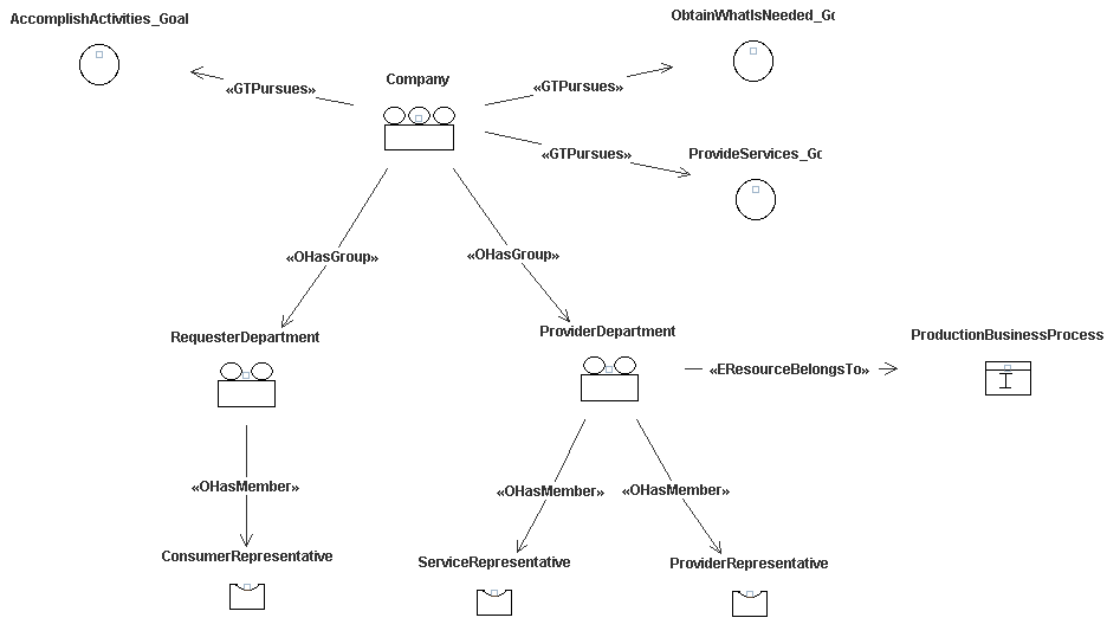 AccomplishActivities_Goal
ObtainWhatIsNeeded_Go
«GTPursues»
Company
«GTPursues»
«GTPursues»
ProvideServices_Go
«OHasGroup»
«OHasGroup»
RequesterDepartment
ProviderDepartment
ProductionBusinessProcess
«EResourceBelongsTo»
«OHasMember»
«OHasMember»
«OHasMember»
ConsumerRepresentative
ServiceRepresentative
ProviderRepresentative